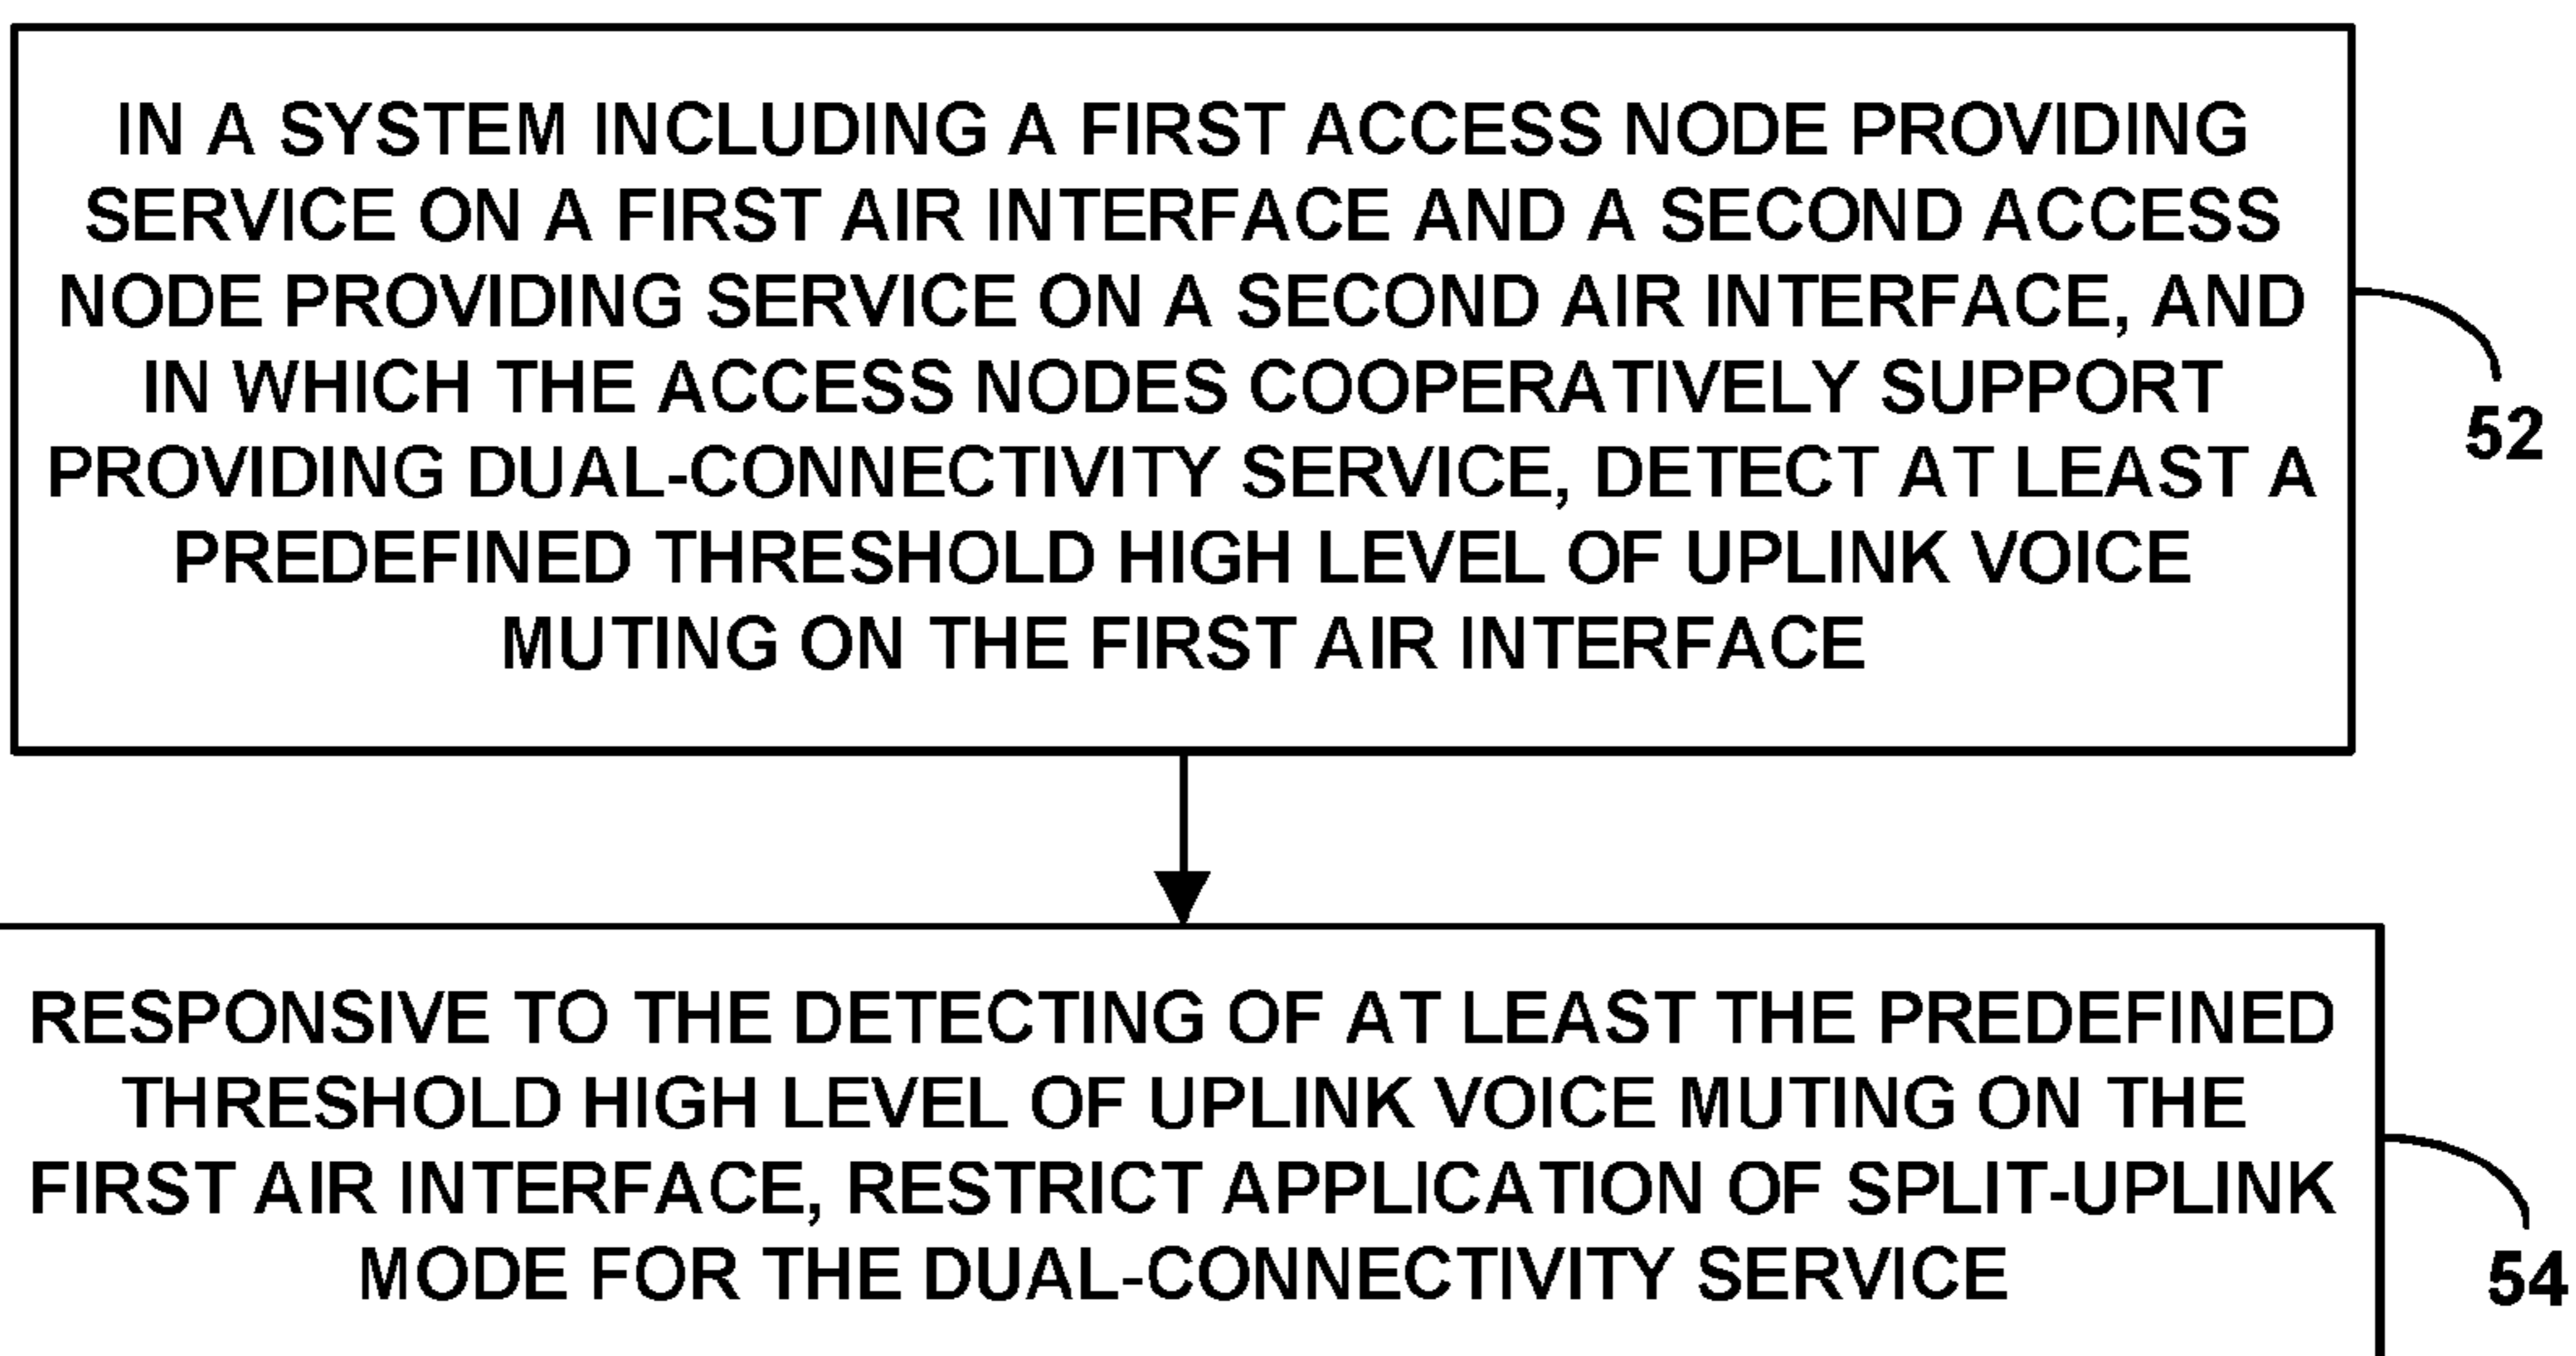 IN A SYSTEM INCLUDING A FIRST ACCESS NODE PROVIDING
SERVICE ON A FIRST AIR INTERFACE AND A SECOND ACCESS
NODE PROVIDING SERVICE ON A SECOND AIR INTERFACE, AND
IN WHICH THE ACCESS NODES COOPERATIVELY SUPPORT
PROVIDING DUAL-CONNECTIVITY SERVICE, DETECT AT LEAST A
PREDEFINED THRESHOLD HIGH LEVEL OF UPLINK VOICE
MUTING ON THE FIRST AIR INTERFACE
52
RESPONSIVE TO THE DETECTING OF AT LEAST THE PREDEFINED
THRESHOLD HIGH LEVEL OF UPLINK VOICE MUTING ON THE
FIRST AIR INTERFACE, RESTRICT APPLICATION OF SPLIT-UPLINK
MODE FOR THE DUAL-CONNECTIVITY SERVICE
54